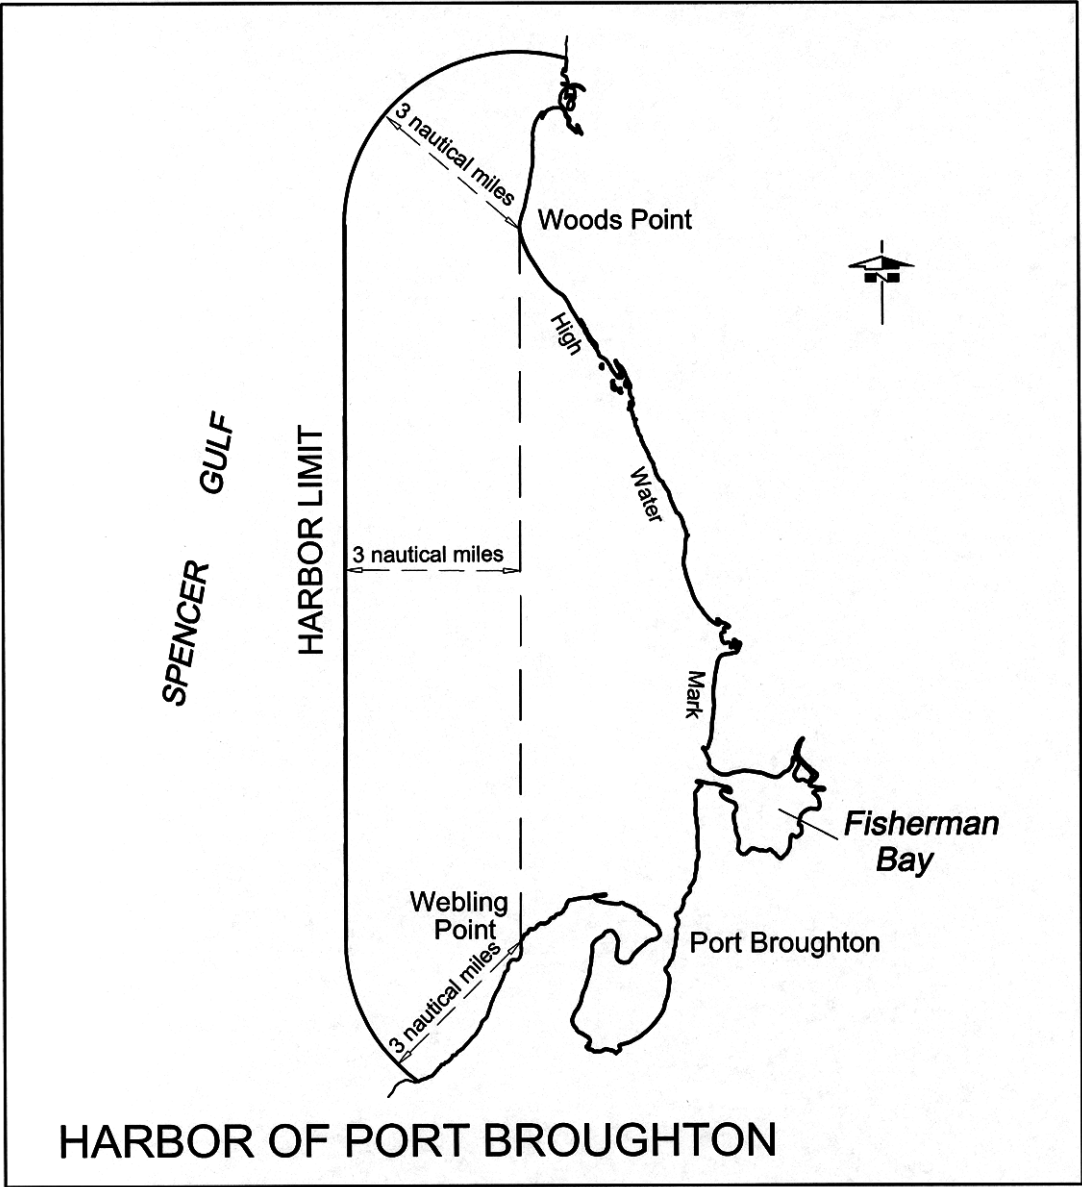 3 nautical miles
Woods Point
N
High
SPENCER GULF
HARBOR LIMIT
Water
3 nautical miles
Mark
Fisherman
Bay
Webling
Point
3 nautical miles
Port Broughton
HARBOR OF PORT BROUGHTON